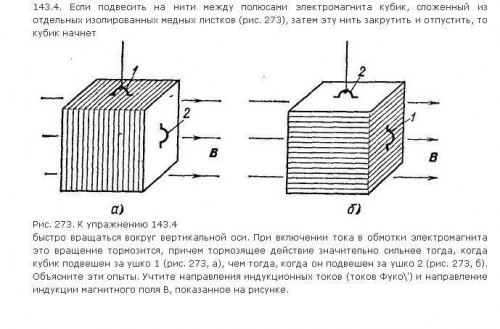 143.4. Если подвесить на нити между полюсами электромагнита кубик, сложенный из
отдельных изолированных медных листков (рис. 273), затем эту нить закрутить и отпустить, то
кубик начнет
1
2
B
а)
2
1
B
б)
Рис. 273. К упражнению 143.4
быстро вращаться вокруг вертикальной оси. При включении тока в обмотки электромагнита
это вращение тормозится, причем тормозящее действие значительно сильнее тогда, когда
кубик подвешен за ушко 1 (рис. 273, а), чем тогда, когда он подвешен за ушко 2 (рис. 273, б).
Объясните эти опыты. Учтите направления индукционных токов (токов Фуко\') и направление
индукции магнитного поля В, показанное на рисунке.